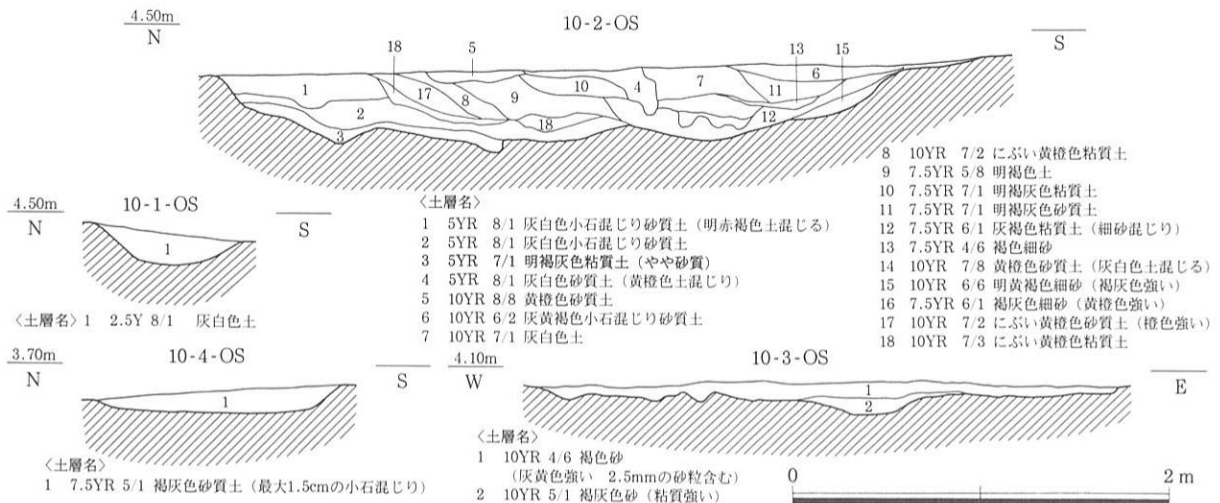 4.50m
N
10-2-OS
S
18
5
13
15
1
17
8
9
10
4
7
11
6
2
18
12
3
〈土層名〉
1 5YR 8/1 灰白色小石混じり砂質土（明赤褐色土混じる）
2 5YR 8/1 灰白色小石混じり砂質土
3 5YR 7/1 明褐灰色粘質土（やや砂質）
4 5YR 8/1 灰白色砂質土（黄橙色土混じり）
5 10YR 8/8 黄橙色砂質土
6 10YR 6/2 灰黄褐色小石混じり砂質土
7 10YR 7/1 灰白色土
8 10YR 7/2 にぶい黄橙色粘質土
9 7.5YR 5/8 明褐色土
10 7.5YR 7/1 明褐灰色粘質土
11 7.5YR 7/1 明褐灰色砂質土
12 7.5YR 6/1 灰褐色粘質土（細砂混じり）
13 7.5YR 4/6 褐色細砂
14 10YR 7/8 黄橙色砂質土（灰白色土混じる）
15 10YR 6/6 明黄褐色細砂（褐灰色強い）
16 7.5YR 6/1 褐灰色細砂（黄橙色強い）
17 10YR 7/2 にぶい黄橙色砂質土（橙色強い）
18 10YR 7/3 にぶい黄橙色粘質土
4.50m
N
10-1-OS
S
1
〈土層名〉1 2.5Y 8/1 灰白色土
3.70m
N
10-4-OS
S
1
〈土層名〉
1 7.5YR 5/1 褐灰色砂質土（最大1.5cmの小石混じり）
4.10m
W
10-3-OS
E
1
2
〈土層名〉
1 10YR 4/6 褐色砂
（灰黄色強い 2.5mmの砂粒含む）
2 10YR 5/1 褐灰色砂（粘質強い）
0
2 m